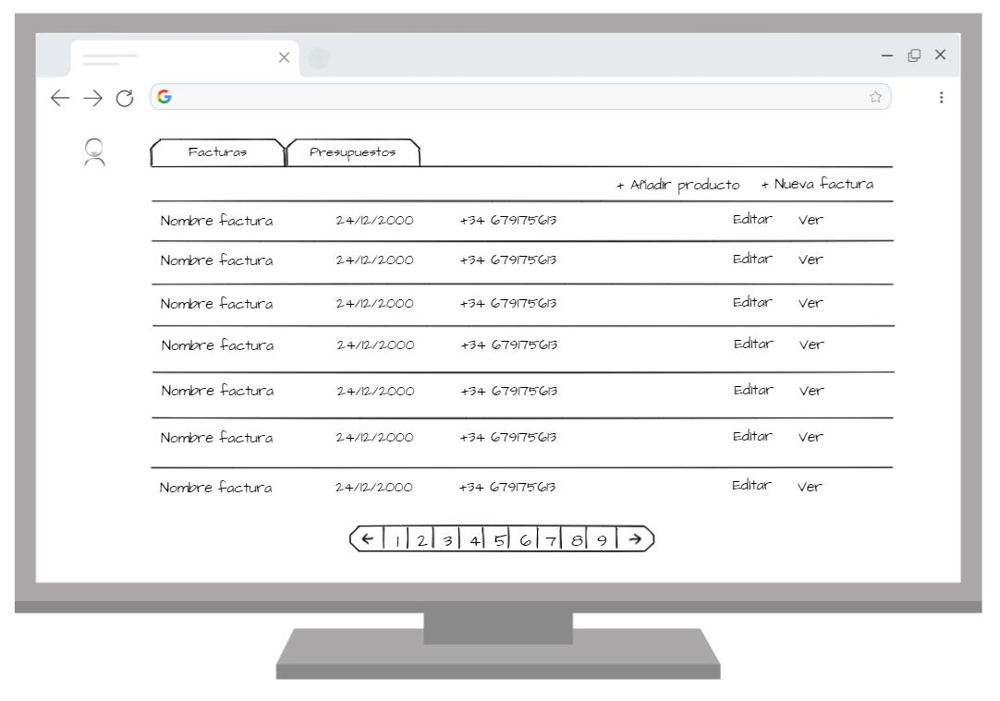 Facturas Presupuestos
+ Añadir producto + Nueva factura
Nombre factura 24/12/2000 +34 679175613 Editar Ver
Nombre factura 24/12/2000 +34 679175613 Editar Ver
Nombre factura 24/12/2000 +34 679175613 Editar Ver
Nombre factura 24/12/2000 +34 679175613 Editar Ver
Nombre factura 24/12/2000 +34 679175613 Editar Ver
Nombre factura 24/12/2000 +34 679175613 Editar Ver
Nombre factura 24/12/2000 +34 679175613 Editar Ver
← 1 2 3 4 5 6 7 8 9 →